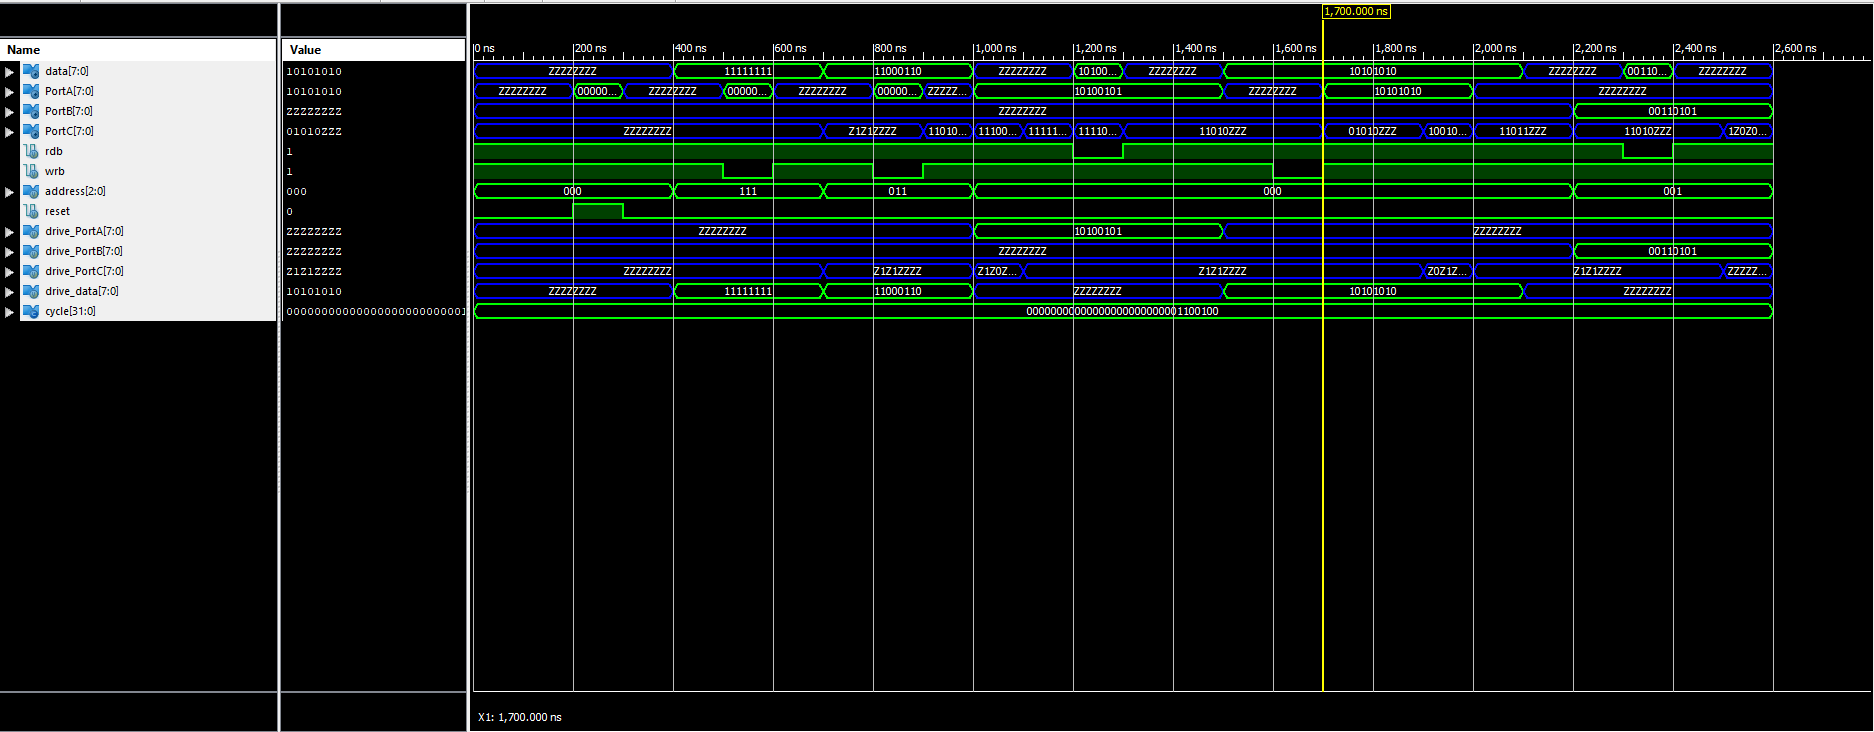 1,700.000 ns
Name Value 0 ns 200 ns 400 ns 600 ns 800 ns 1,000 ns 1,200 ns 1,400 ns 1,600 ns 1,800 ns 2,000 ns 2,200 ns 2,400 ns 2,600 ns
data[7:0] 10101010 ZZZZZZZZ 11111111 11000110 ZZZZZZZZ 10100... ZZZZZZZZ 10101010 ZZZZZZZZ 00110... ZZZZZZZZ
PortA[7:0] 10101010 ZZZZZZZZ 00000... ZZZZZZZZ 00000... ZZZZZZZZ 00000... ZZZZZ... 10100101 ZZZZZZZZ 10101010 ZZZZZZZZ
PortB[7:0] ZZZZZZZZ ZZZZZZZZ 00110101
PortC[7:0] 01010ZZZ ZZZZZZZZ Z1Z1ZZZZ 11010... 11100... 11111... 11110... 11010ZZZ 01010ZZZ 10010... 11011ZZZ 11010ZZZ 1Z0Z0...
rdb 1
wrb 1
address[2:0] 000 000 111 011 000 001
reset 0
drive_PortA[7:0] ZZZZZZZZ ZZZZZZZZ 10100101 ZZZZZZZZ
drive_PortB[7:0] ZZZZZZZZ ZZZZZZZZ 00110101
drive_PortC[7:0] Z1Z1ZZZZ ZZZZZZZZ Z1Z1ZZZZ Z1Z0Z... Z1Z1ZZZZ Z0Z1Z... Z1Z1ZZZZ ZZZZZ...
drive_data[7:0] 10101010 ZZZZZZZZ 11111111 11000110 ZZZZZZZZ 10101010 ZZZZZZZZ
cycle[31:0] 00000000000000000000000001 00000000000000000000000001100100
X1: 1,700.000 ns